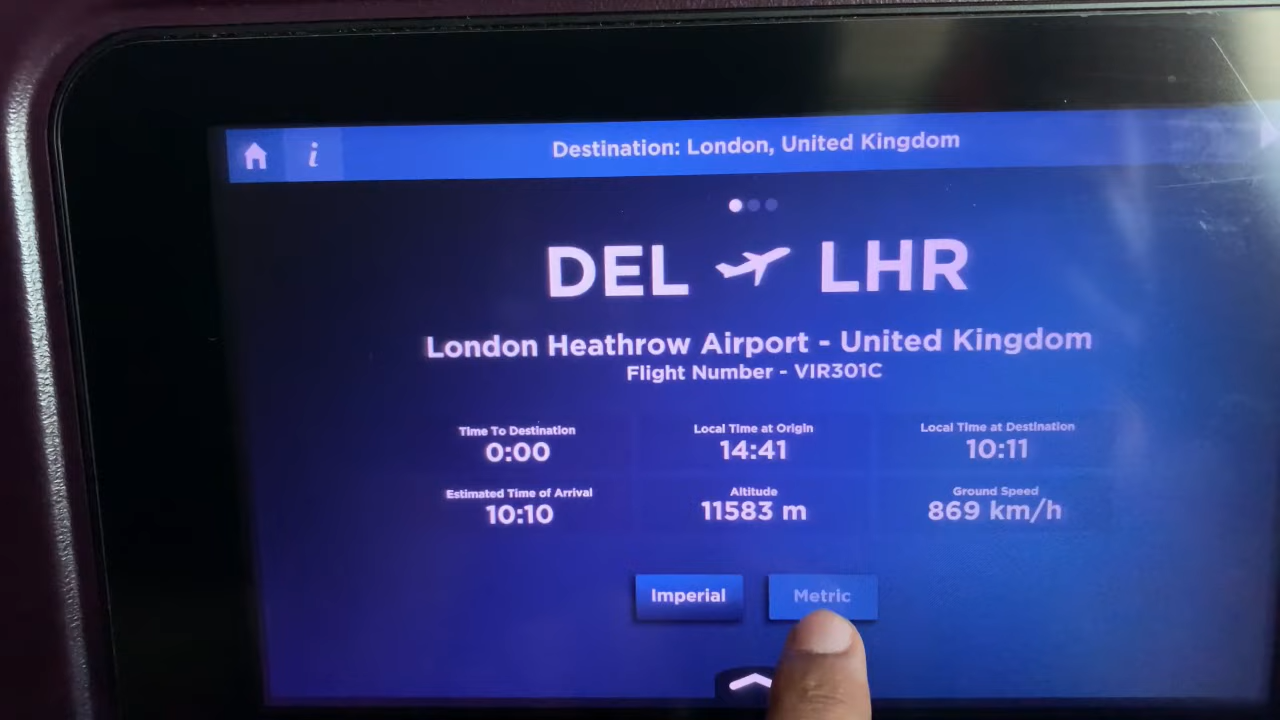 i
Destination: London, United Kingdom
DEL LHR
London Heathrow Airport - United Kingdom
Flight Number - VIR301C
Time To Destination Local Time at Origin Local Time at Destination
0:00 14:41 10:11
Estimated Time of Arrival Altitude Ground Speed
10:10 11583 m 869 km/h
Imperial Metric